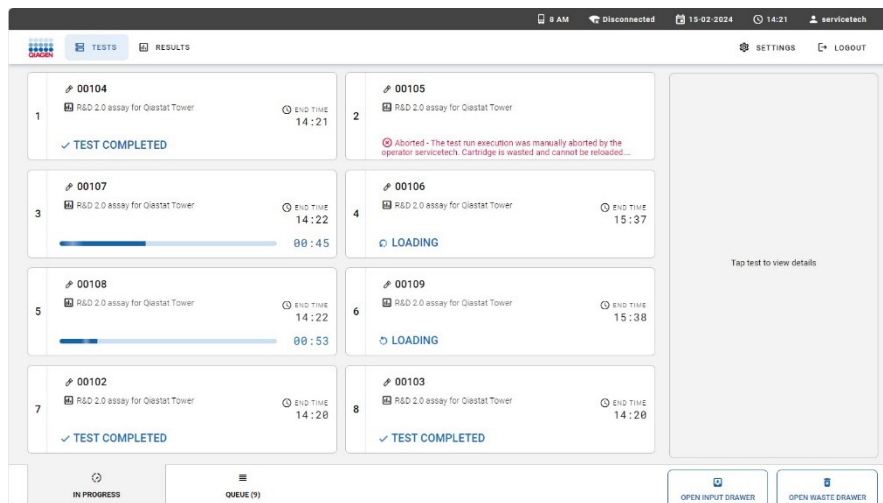 8 AM Disconnected 15-02-2024 14:21 servicetech
QIAGEN TESTS RESULTS SETTINGS LOGOUT
1
00104
R&D 2.0 assay for Qiastat Tower
END TIME
14:21
TEST COMPLETED
2
00105
R&D 2.0 assay for Qiastat Tower
Aborted - The test run execution was manually aborted by the
operator servicetech. Cartridge is wasted and cannot be reloaded....
3
00107
R&D 2.0 assay for Qiastat Tower
END TIME
14:22
00:45
4
00106
R&D 2.0 assay for Qiastat Tower
END TIME
15:37
LOADING
5
00108
R&D 2.0 assay for Qiastat Tower
END TIME
14:22
00:53
6
00109
R&D 2.0 assay for Qiastat Tower
END TIME
15:38
LOADING
7
00102
R&D 2.0 assay for Qiastat Tower
END TIME
14:20
TEST COMPLETED
8
00103
R&D 2.0 assay for Qiastat Tower
END TIME
14:20
TEST COMPLETED
Tap test to view details
IN PROGRESS
QUEUE (9)
OPEN INPUT DRAWER
OPEN WASTE DRAWER